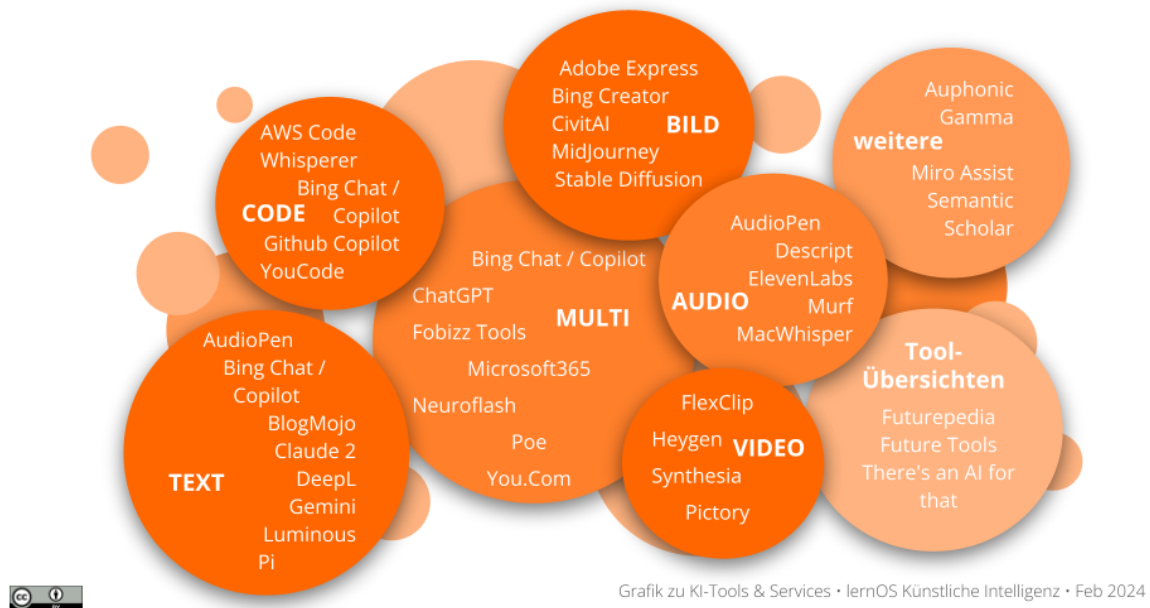 Adobe Express
Bing Creator
CivitAI
BILD
MidJourney
Stable Diffusion
Auphonic
Gamma
weitere
Miro Assist
Semantic
Scholar
AWS Code
Whisperer
Bing Chat /
CODE
Copilot
Github Copilot
YouCode
Bing Chat / Copilot
ChatGPT
MULTI
Fobizz Tools
Microsoft365
Neuroflash
Poe
You.Com
AudioPen
Descript
ElevenLabs
AUDIO
Murf
MacWhisper
AudioPen
Bing Chat /
Copilot
BlogMojo
Claude 2
TEXT
DeepL
Gemini
Luminous
Pi
FlexClip
Heygen
VIDEO
Synthesia
Pictory
Tool-
Übersichten
Futurepedia
Future Tools
There's an AI for
that
cc
BY
Grafik zu KI-Tools & Services • lernOS Künstliche Intelligenz • Feb 2024